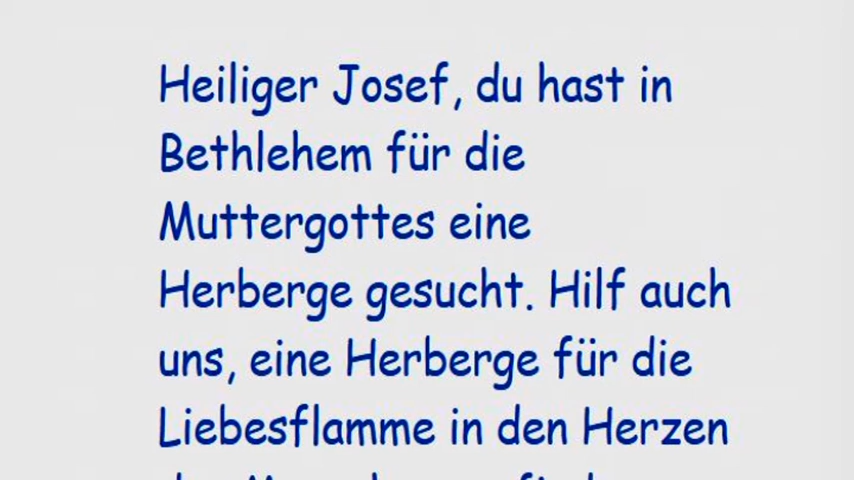 Heiliger Josef, du hast in
Bethlehem für die
Muttergottes eine
Herberge gesucht. Hilf auch
uns, eine Herberge für die
Liebesflamme in den Herzen